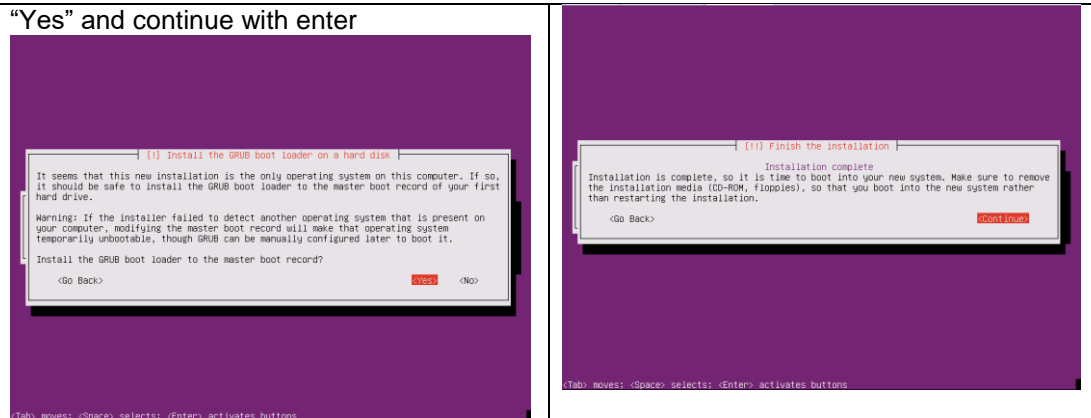 “Yes” and continue with enter
[!] Install the GRUB boot loader on a hard disk
It seems that this new installation is the only operating system on this computer. If so,
it should be safe to install the GRUB boot loader to the master boot record of your first
hard drive.
Warning: If the installer failed to detect another operating system that is present on
your computer, modifying the master boot record will make that operating system
temporarily unbootable, though GRUB can be manually configured later to boot it.
Install the GRUB boot loader to the master boot record?
<Go Back> <Yes> <No>
<Tab> moves; <Space> selects; <Enter> activates buttons
[!!] Finish the installation
Installation complete
Installation is complete, so it is time to boot into your new system. Make sure to remove
the installation media (CD-ROM, floppies), so that you boot into the new system rather
than restarting the installation.
<Go Back> <Continue>
<Tab> moves; <Space> selects; <Enter> activates buttons